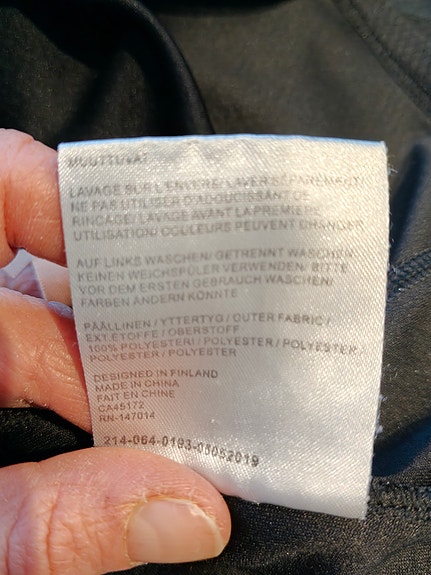 MUUTTUVAT
LAVAGE SUR L'ENVERS/LAVER SÉPARÉMENT/
NE PAS UTILISER D'ADOUCISSANT DE
RINÇAGE/ LAVAGE AVANT LA PREMIÈRE
UTILISATION/ COULEURS PEUVENT CHANGER
AUF LINKS WASCHEN/ GETRENNT WASCHEN/
KEINEN WEICHSPÜLER VERWENDEN/ BITTE
VOR DEM ERSTEN GEBRAUCH WASCHEN/
FARBEN ÄNDERN KÖNNTE
PÄÄLLINEN / YTTERTYG / OUTER FABRIC /
EXT.ÉTOFFE / OBERSTOFF
100% POLYESTERI / POLYESTER / POLYESTER /
POLYESTER / POLYESTER
DESIGNED IN FINLAND
MADE IN CHINA
FAIT EN CHINE
CA45172
RN-147014
214-064-0193-03052019